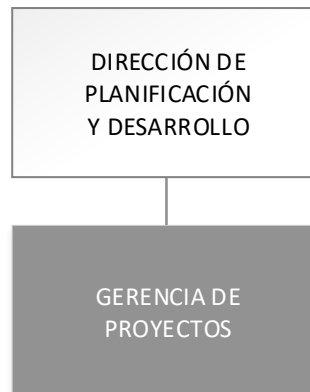 DIRECCIÓN DE
PLANIFICACIÓN
Y DESARROLLO
GERENCIA DE
PROYECTOS